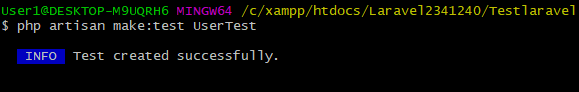 User1@DESKTOP-M9UQRH6 MINGW64 /c/xampp/htdocs/Laravel2341240/Testlaravel
$ php artisan make:test UserTest
INFO Test created successfully.